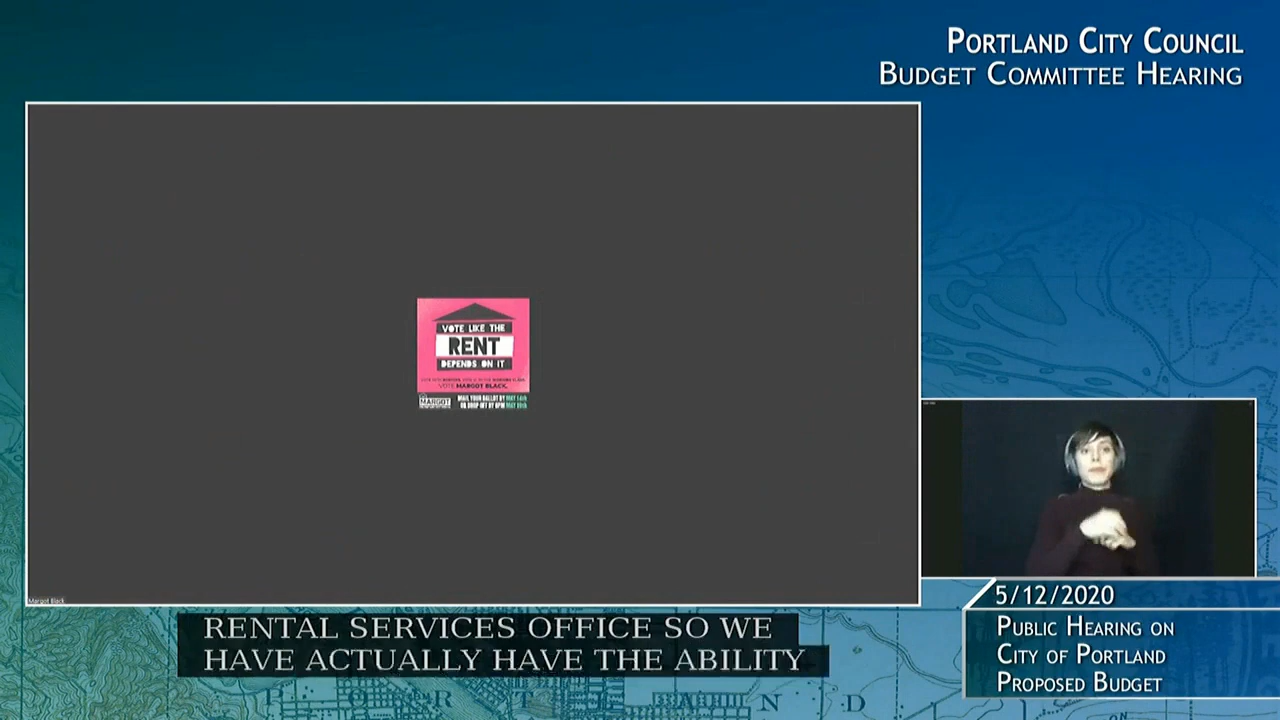 PORTLAND CITY COUNCIL
BUDGET COMMITTEE HEARING
VOTE LIKE THE
RENT
DEPENDS ON IT
VOTE MARGOT BLACK.
MARGOT
MAIL YOUR BALLOT BY MAY 14th
OR DROP-OFF BY 8PM MAY 19th
Margot Black
RENTAL SERVICES OFFICE SO WE
HAVE ACTUALLY HAVE THE ABILITY
5/12/2020
PUBLIC HEARING ON
CITY OF PORTLAND
PROPOSED BUDGET
P O R T L A N D
ON